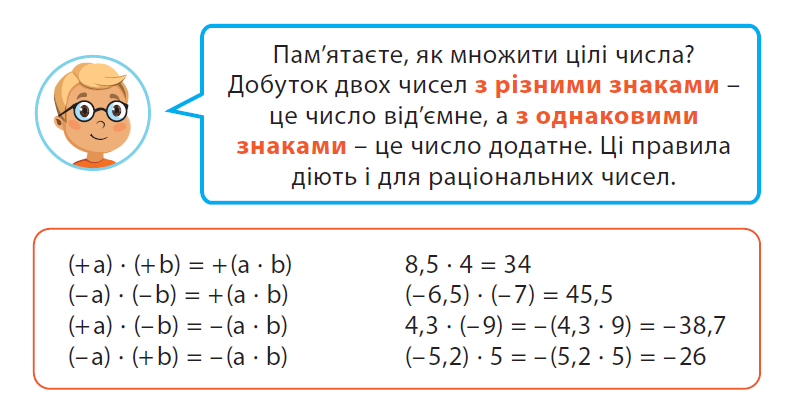 Пам’ятаєте, як множити цілі числа?
Добуток двох чисел з різними знаками –
це число від’ємне, а з однаковими
знаками – це число додатне. Ці правила
діють і для раціональних чисел.
(+a) · (+b) = +(a · b)
(–a) · (–b) = +(a · b)
(+a) · (–b) = –(a · b)
(–a) · (+b) = –(a · b)
8,5 · 4 = 34
(–6,5) · (–7) = 45,5
4,3 · (–9) = –(4,3 · 9) = –38,7
(–5,2) · 5 = –(5,2 · 5) = –26